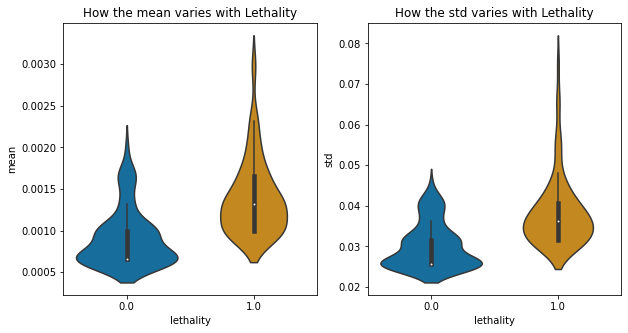 How the mean varies with Lethality
0.0030
0.0025
0.0020
0.0015
0.0010
0.0005
mean
0.0
1.0
lethality
How the std varies with Lethality
0.08
0.07
0.06
0.05
0.04
0.03
0.02
std
0.0
1.0
lethality